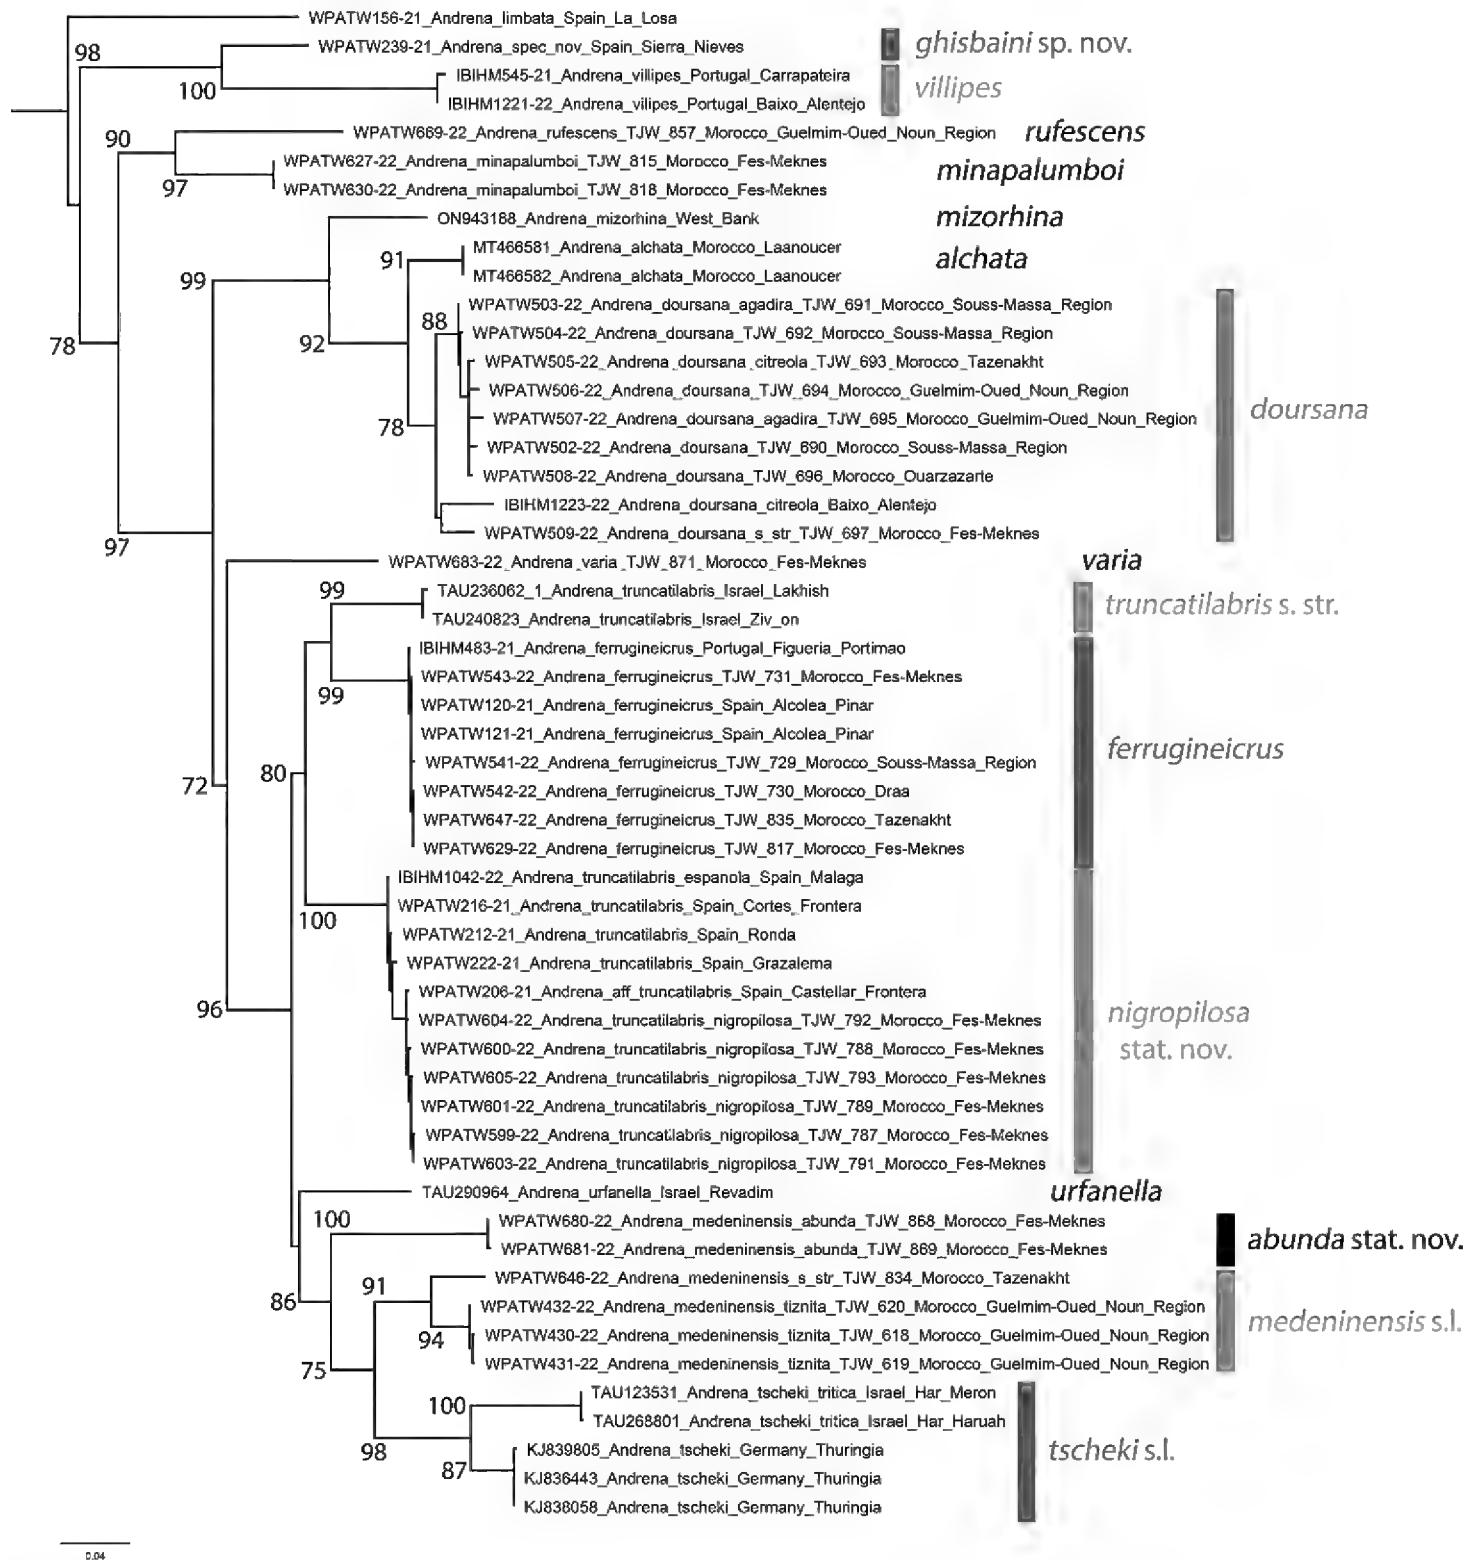 WPATW156-21_Andrena_limbata_Spain_La_Losa
98
WPATW239-21_Andrena_spec_nov_Spain_Sierra_Nieves
ghisbaini sp. nov.
IBIHM545-21_Andrena_villipes_Portugal_Carrapateira
villipes
100
IBIHM1221-22_Andrena_vilipes_Portugal_Baixo_Alentejo
90
WPATW669-22_Andrena_rufescens_TJW_857_Morocco_Guelmim-Oued_Noun_Region
rufescens
WPATW627-22_Andrena_minapalumboi_TJW_815_Morocco_Fes-Meknes
minapalumboi
97
WPATW630-22_Andrena_minapalumboi_TJW_818_Morocco_Fes-Meknes
ON943188_Andrena_mizorhina_West_Bank
mizorhina
MT466581_Andrena_alchata_Morocco_Laanoucer
91
alchata
MT466582_Andrena_alchata_Morocco_Laanoucer
99
WPATW503-22_Andrena_doursana_agadira_TJW_691_Morocco_Souss-Massa_Region
88
WPATW504-22_Andrena_doursana_TJW_692_Morocco_Souss-Massa_Region
78
92
WPATW505-22_Andrena_doursana_citreola_TJW_693_Morocco_Tazenakht
WPATW506-22_Andrena_doursana_TJW_694_Morocco_Guelmim-Oued_Noun_Region
doursana
WPATW507-22_Andrena_doursana_agadira_TJW_695_Morocco_Guelmim-Oued_Noun_Region
78
WPATW502-22_Andrena_doursana_TJW_690_Morocco_Souss-Massa_Region
WPATW508-22_Andrena_doursana_TJW_696_Morocco_Ouarzazarte
IBIHM1223-22_Andrena_doursana_citreola_Baixo_Alentejo
WPATW509-22_Andrena_doursana_s_str_TJW_697_Morocco_Fes-Meknes
97
WPATW683-22_Andrena_varia_TJW_871_Morocco_Fes-Meknes
varia
99
TAU236062_1_Andrena_truncatilabris_Israel_Lakhish
truncatilabris s. str.
TAU240823_Andrena_truncatilabris_Israel_Ziv_on
IBIHM483-21_Andrena_ferrugineicrus_Portugal_Figueria_Portimao
WPATW543-22_Andrena_ferrugineicrus_TJW_731_Morocco_Fes-Meknes
99
WPATW120-21_Andrena_ferrugineicrus_Spain_Alcolea_Pinar
WPATW121-21_Andrena_ferrugineicrus_Spain_Alcolea_Pinar
ferrugineicrus
WPATW541-22_Andrena_ferrugineicrus_TJW_729_Morocco_Souss-Massa_Region
80
72
WPATW542-22_Andrena_ferrugineicrus_TJW_730_Morocco_Draa
WPATW647-22_Andrena_ferrugineicrus_TJW_835_Morocco_Tazenakht
WPATW629-22_Andrena_ferrugineicrus_TJW_817_Morocco_Fes-Meknes
IBIHM1042-22_Andrena_truncatilabris_espanola_Spain_Malaga
WPATW216-21_Andrena_truncatilabris_Spain_Cortes_Frontera
100
WPATW212-21_Andrena_truncatilabris_Spain_Ronda
WPATW222-21_Andrena_truncatilabris_Spain_Grazalema
WPATW206-21_Andrena_aff_truncatilabris_Spain_Castellar_Frontera
96
WPATW604-22_Andrena_truncatilabris_nigropilosa_TJW_792_Morocco_Fes-Meknes
nigropilosa
stat. nov.
WPATW600-22_Andrena_truncatilabris_nigropilosa_TJW_788_Morocco_Fes-Meknes
WPATW605-22_Andrena_truncatilabris_nigropilosa_TJW_793_Morocco_Fes-Meknes
WPATW601-22_Andrena_truncatilabris_nigropilosa_TJW_789_Morocco_Fes-Meknes
WPATW599-22_Andrena_truncatilabris_nigropilosa_TJW_787_Morocco_Fes-Meknes
WPATW603-22_Andrena_truncatilabris_nigropilosa_TJW_791_Morocco_Fes-Meknes
TAU290964_Andrena_urfanella_Israel_Revadim
urfanella
100
WPATW680-22_Andrena_medeninensis_abunda_TJW_868_Morocco_Fes-Meknes
abunda stat. nov.
WPATW681-22_Andrena_medeninensis_abunda_TJW_869_Morocco_Fes-Meknes
WPATW646-22_Andrena_medeninensis_s_str_TJW_834_Morocco_Tazenakht
91
86
WPATW432-22_Andrena_medeninensis_tiznita_TJW_620_Morocco_Guelmim-Oued_Noun_Region
medeninensis s.l.
94
WPATW430-22_Andrena_medeninensis_tiznita_TJW_618_Morocco_Guelmim-Oued_Noun_Region
75
WPATW431-22_Andrena_medeninensis_tiznita_TJW_619_Morocco_Guelmim-Oued_Noun_Region
TAU123531_Andrena_tscheki_tritica_Israel_Har_Meron
100
TAU268801_Andrena_tscheki_tritica_Israel_Har_Haruah
98
KJ839805_Andrena_tscheki_Germany_Thuringia
tscheki s.l.
87
KJ836443_Andrena_tscheki_Germany_Thuringia
KJ838058_Andrena_tscheki_Germany_Thuringia
0.04